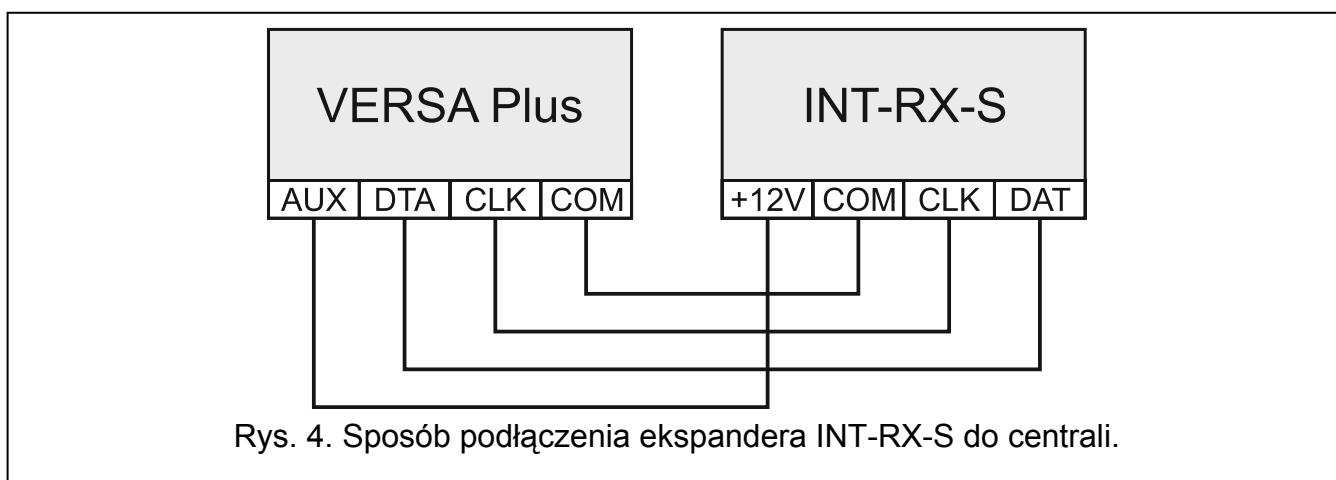 VERSA Plus
AUX DTA CLK COM
INT-RX-S
+12V COM CLK DAT
Rys. 4. Sposób podłączenia ekspandera INT-RX-S do centrali.